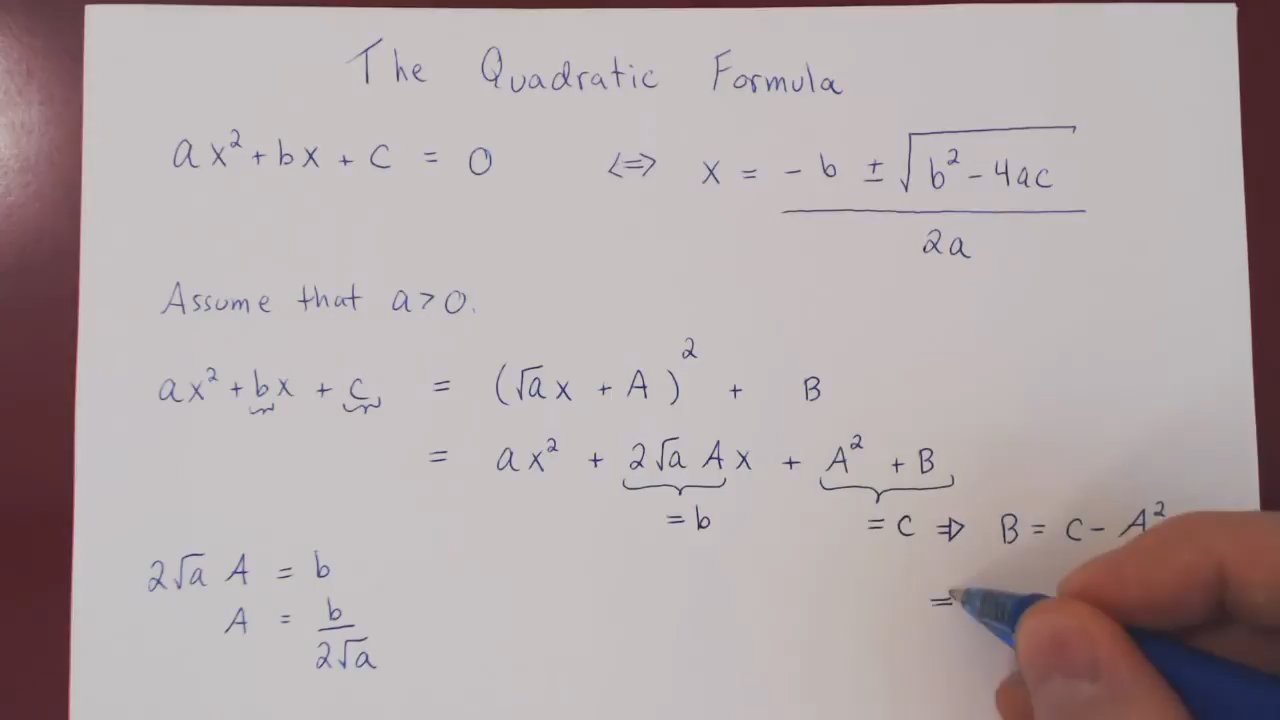 The Quadratic Formula
ax² + bx + c = 0 <=> x = (-b ± √(b² - 4ac)) / 2a
Assume that a > 0.
ax² + bx + c = (√a x + A)² + B
= ax² + 2√a A x + A² + B
= b = c => B = c - A²
2√a A = b =
A = b / 2√a